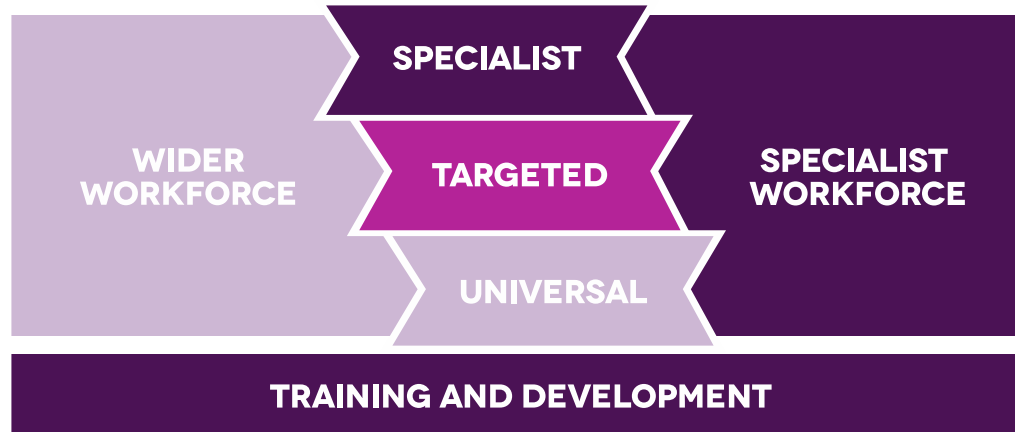 SPECIALIST
WIDER
WORKFORCE
TARGETED
SPECIALIST
WORKFORCE
UNIVERSAL
TRAINING AND DEVELOPMENT